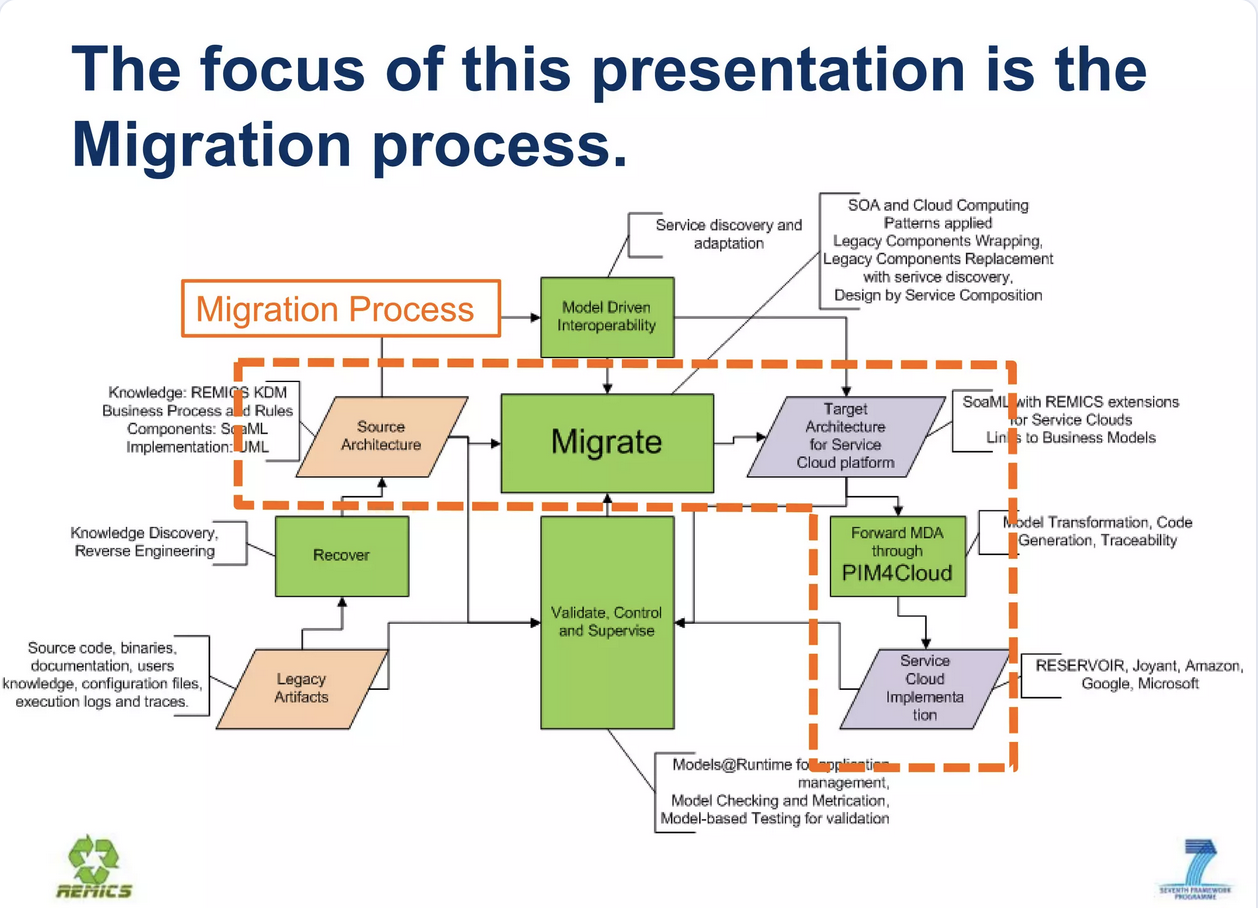 The focus of this presentation is the
Migration process.
Service discovery and
adaptation
SOA and Cloud Computing
Patterns applied
Legacy Components Wrapping,
Legacy Components Replacement
with serivce discovery,
Design by Service Composition
Migration Process
Model Driven
Interoperability
Knowledge: REMICS KDM
Business Process and Rules
Components: SoaML
Implementation: UML
Source
Architecture
Migrate
Target
Architecture
for Service
Cloud platform
SoaML with REMICS extensions
for Service Clouds
Links to Business Models
Knowledge Discovery,
Reverse Engineering
Recover
Validate, Control
and Supervise
Forward MDA
through
PIM4Cloud
Model Transformation, Code
Generation, Traceability
Source code, binaries,
documentation, users
knowledge, configuration files,
execution logs and traces.
Legacy
Artifacts
Service
Cloud
Implementa
tion
RESERVOIR, Joyant, Amazon,
Google, Microsoft
Models@Runtime for application
management,
Model Checking and Metrication,
Model-based Testing for validation
REMICS
7
SEVENTH FRAMEWORK
PROGRAMME